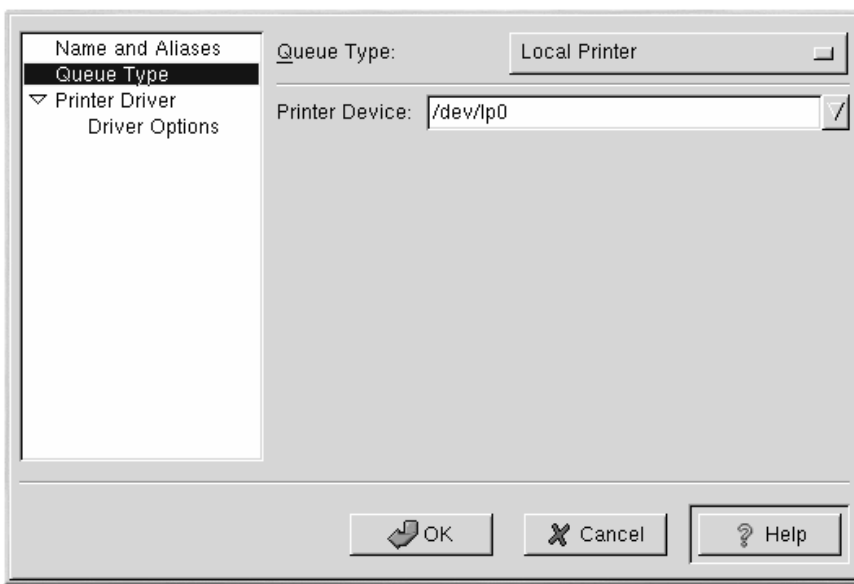 Name and Aliases
Queue Type
Printer Driver
Driver Options
Queue Type:
Local Printer
Printer Device:
/dev/lp0
OK
Cancel
Help